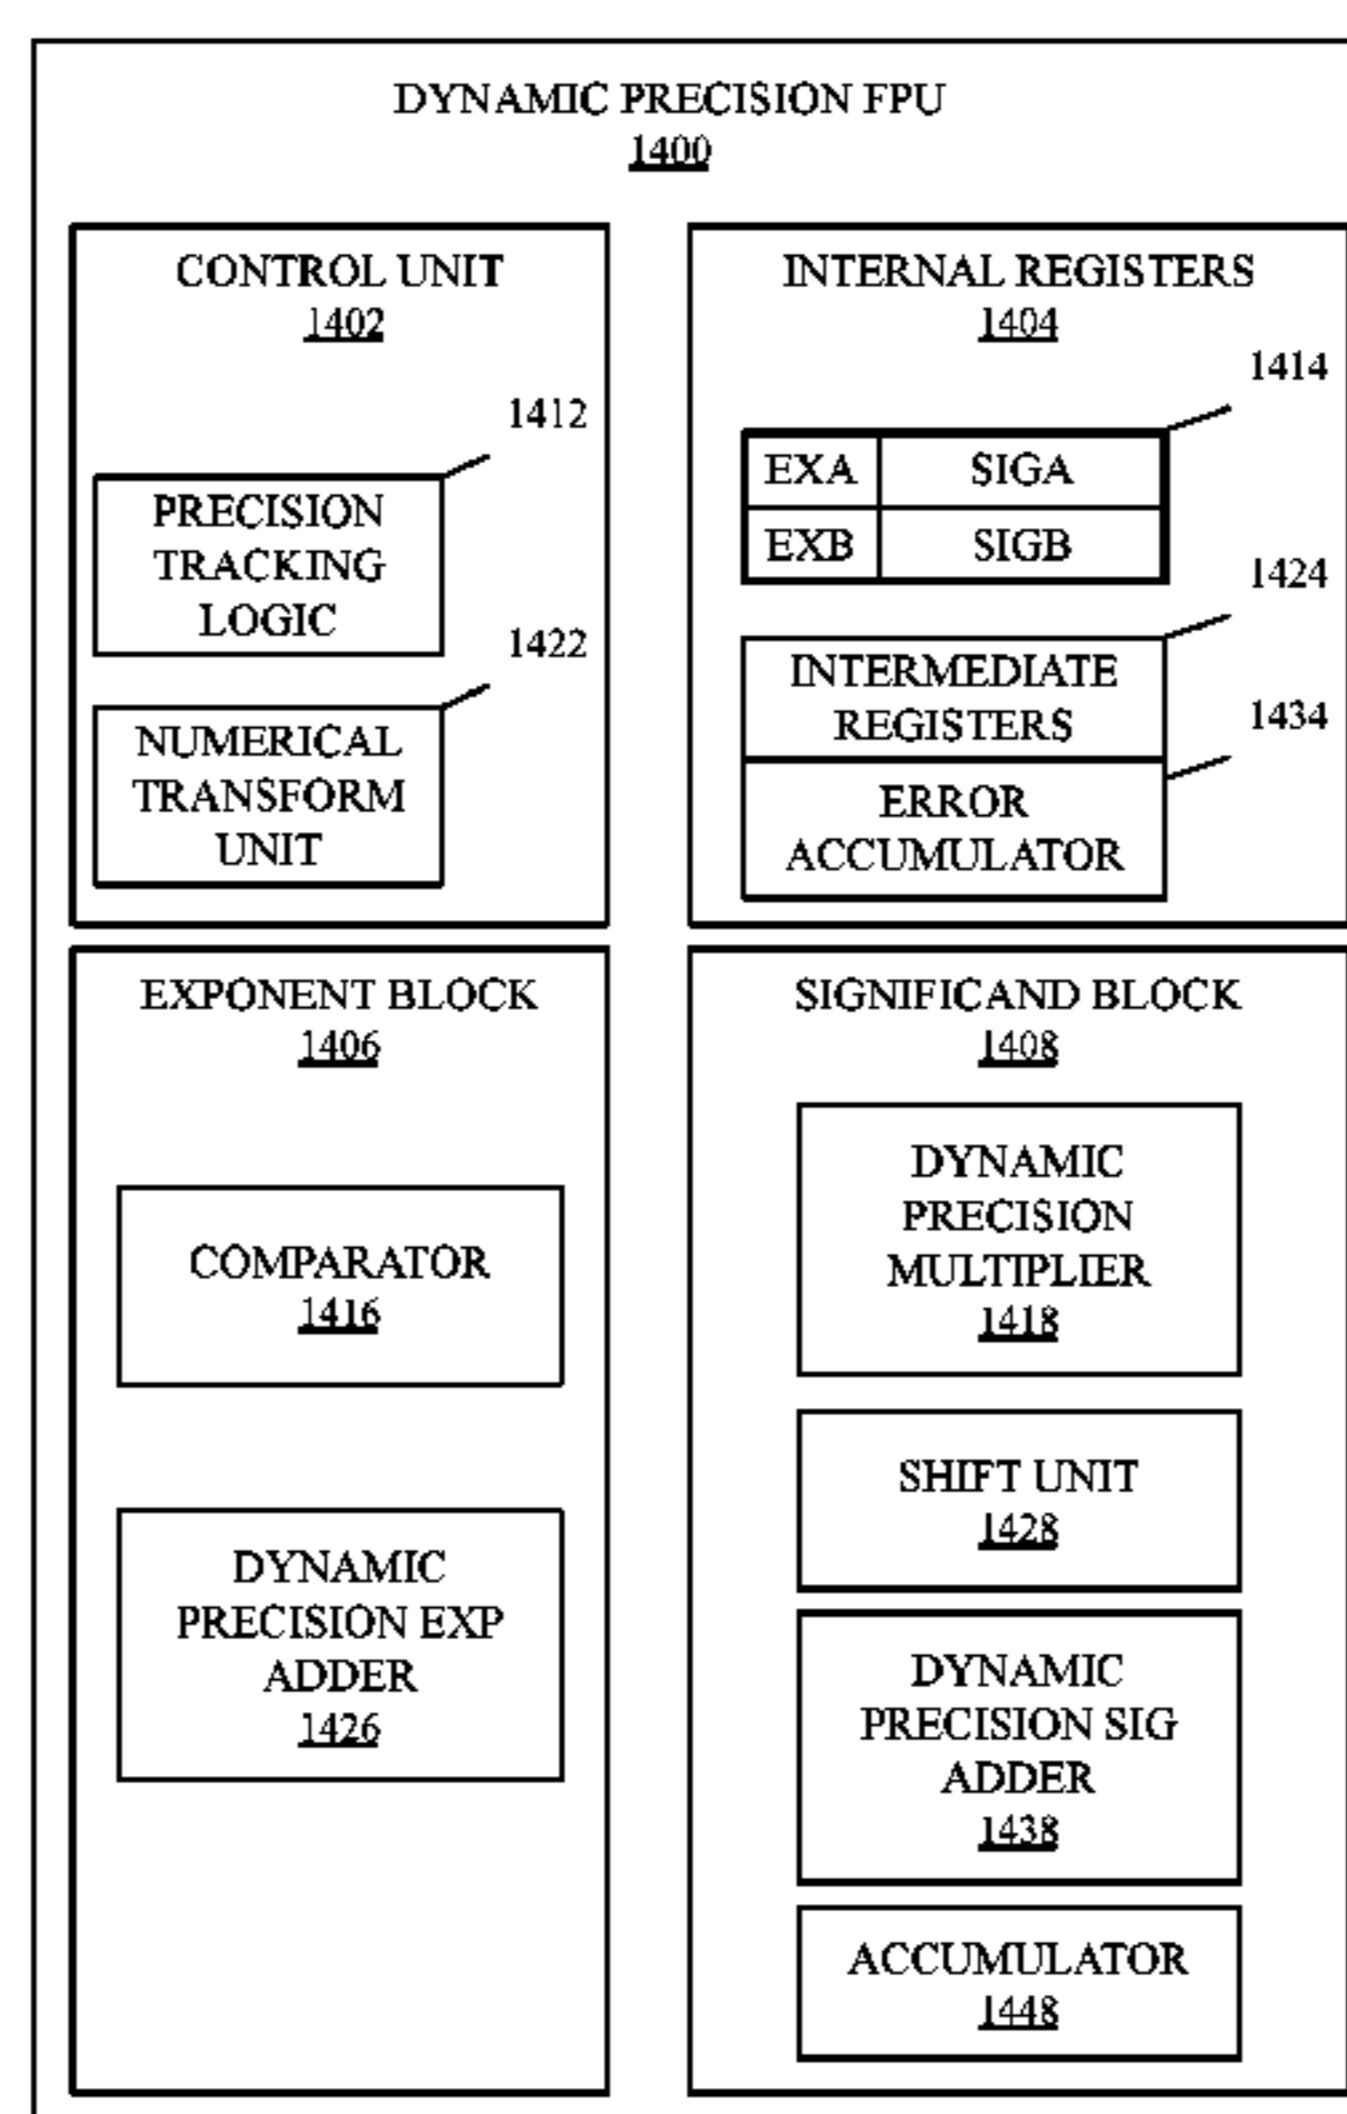 DYNAMIC PRECISION FPU
1400
CONTROL UNIT
1402
1412
PRECISION
TRACKING
LOGIC
1422
NUMERICAL
TRANSFORM
UNIT
INTERNAL REGISTERS
1404
1414
EXA SIGA
EXB SIGB
1424
INTERMEDIATE
REGISTERS
1434
ERROR
ACCUMULATOR
EXPONENT BLOCK
1406
COMPARATOR
1416
DYNAMIC
PRECISION EXP
ADDER
1426
SIGNIFICAND BLOCK
1408
DYNAMIC
PRECISION
MULTIPLIER
1418
SHIFT UNIT
1428
DYNAMIC
PRECISION SIG
ADDER
1438
ACCUMULATOR
1448